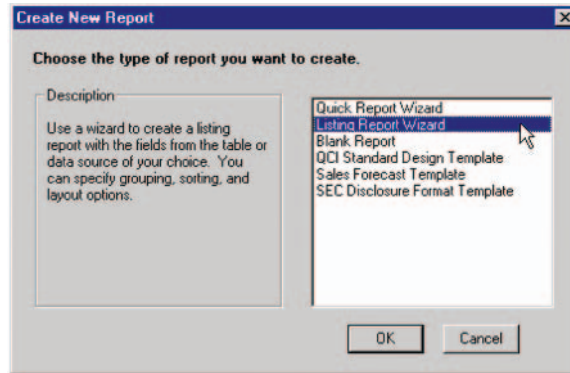 Create New Report
Choose the type of report you want to create.
Description
Use a wizard to create a listing
report with the fields from the table or
data source of your choice. You
can specify grouping, sorting, and
layout options.
Quick Report Wizard
Listing Report Wizard
Blank Report
QCI Standard Design Template
Sales Forecast Template
SEC Disclosure Format Template
OK
Cancel